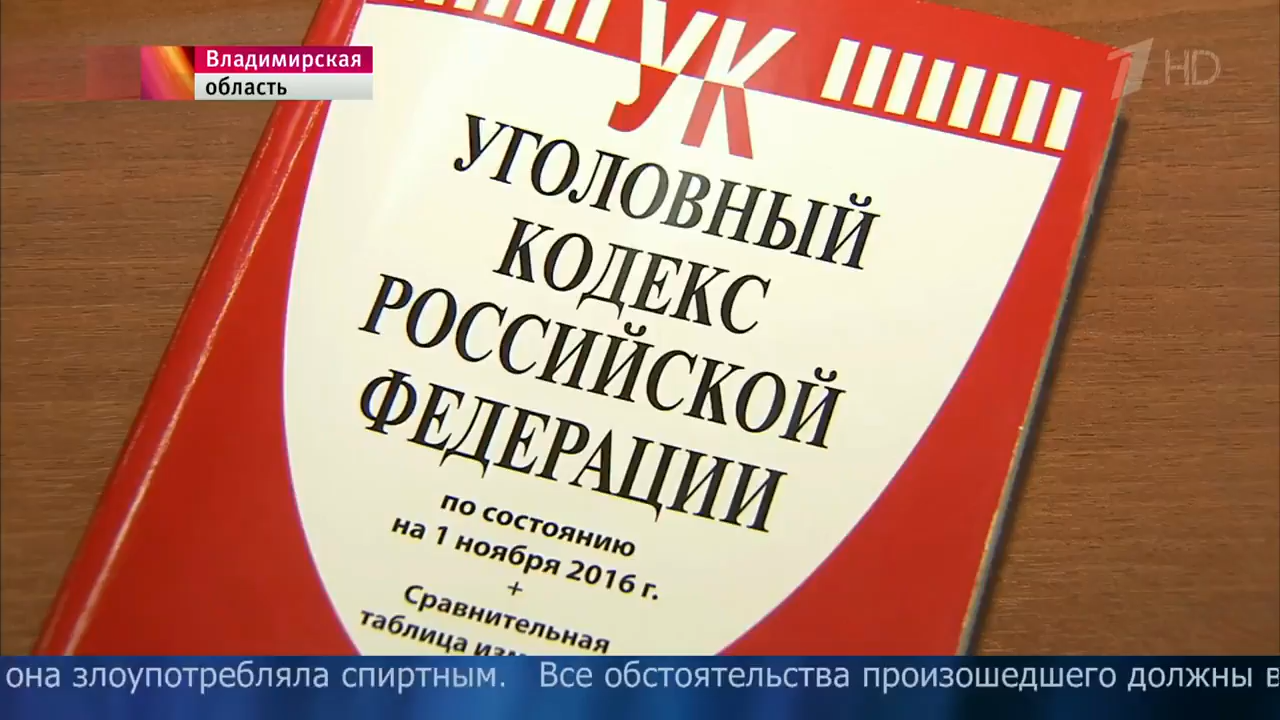 Владимирская
область
HD
УК
УГОЛОВНЫЙ
КОДЕКС
РОССИЙСКОЙ
ФЕДЕРАЦИИ
по состоянию
на 1 ноября 2016 г.
+
Сравнительная
таблица
она злоупотребляла спиртным. Все обстоятельства произошедшего должны в